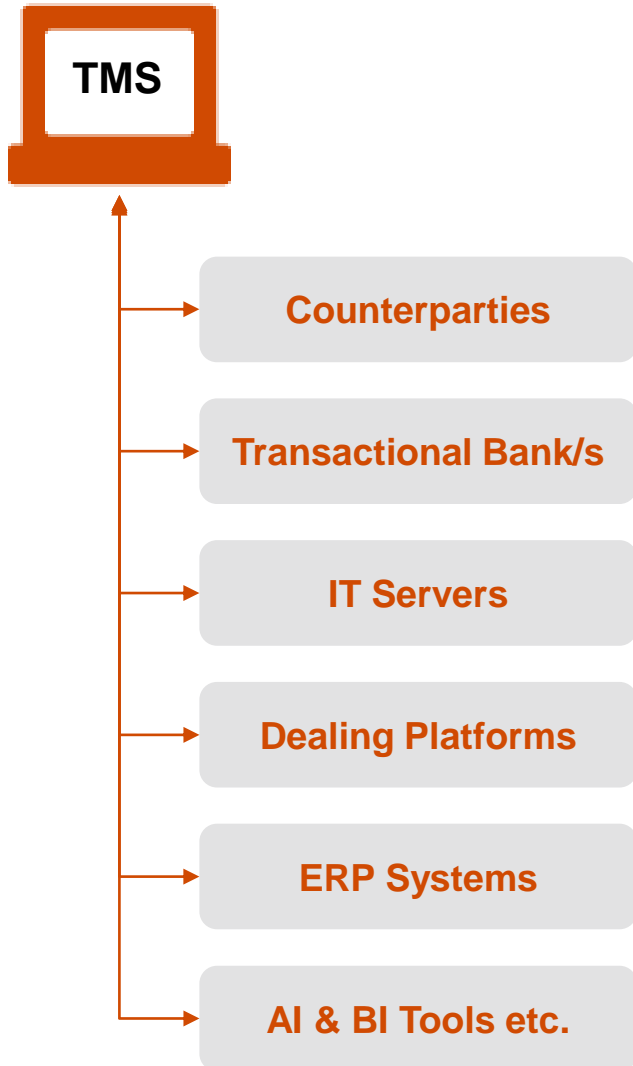 TMS
Counterparties
Transactional Bank/s
IT Servers
Dealing Platforms
ERP Systems
AI & BI Tools etc.